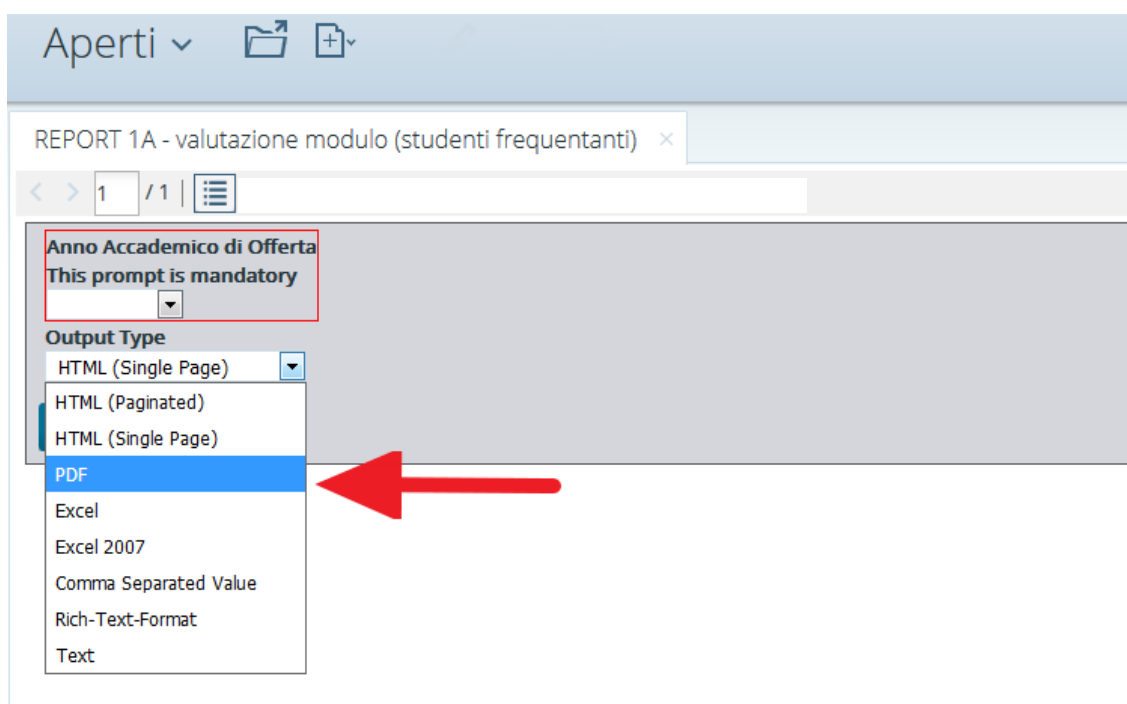 Aperti
REPORT 1A - valutazione modulo (studenti frequentanti)
1 / 1
Anno Accademico di Offerta
This prompt is mandatory
Output Type
HTML (Single Page)
HTML (Paginated)
HTML (Single Page)
PDF
Excel
Excel 2007
Comma Separated Value
Rich-Text-Format
Text